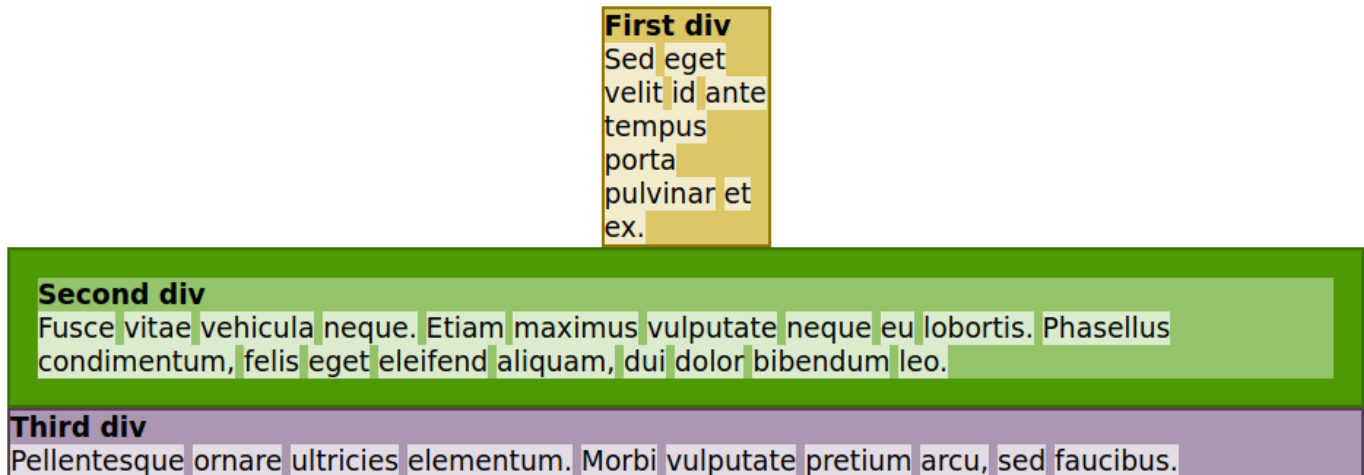 First div
Sed eget
velit id ante
tempus
porta
pulvinar et
ex.
Second div
Fusce vitae vehicula neque. Etiam maximus vulputate neque eu lobortis. Phasellus
condimentum, felis eget eleifend aliquam, dui dolor bibendum leo.
Third div
Pellentesque ornare ultricies elementum. Morbi vulputate pretium arcu, sed faucibus.